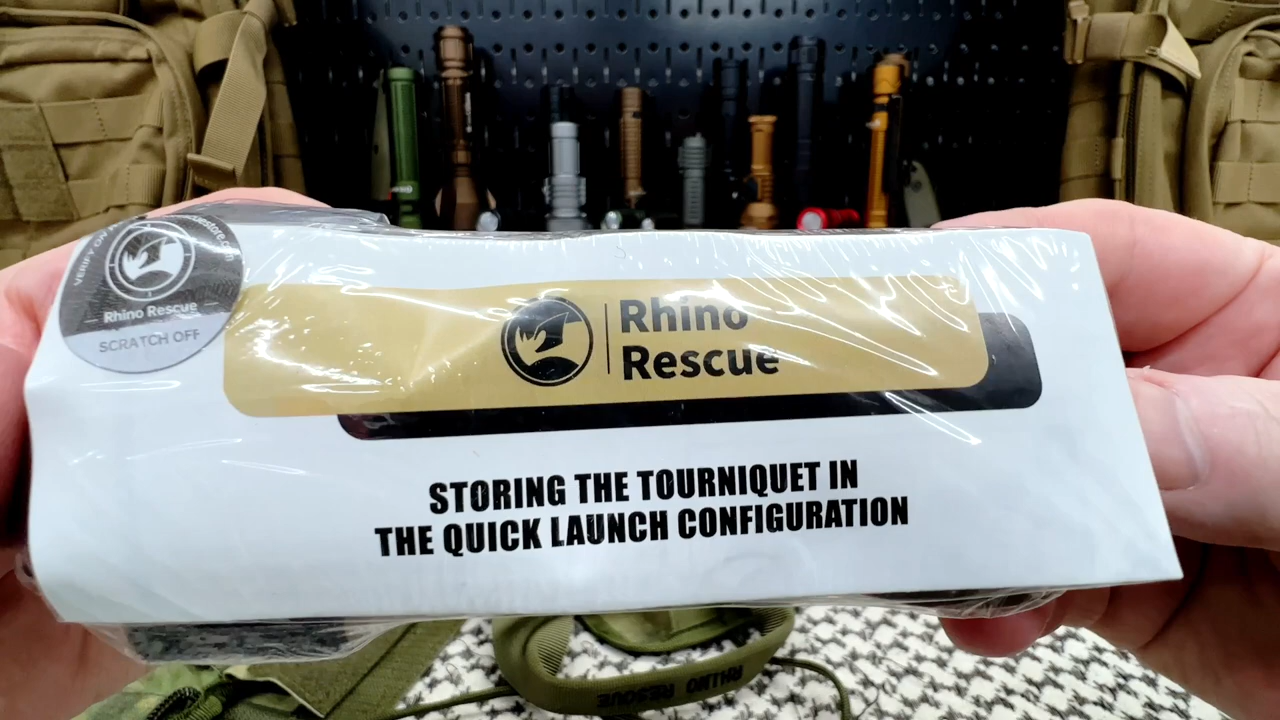 Rhino Rescue
SCRATCH OFF
Rhino
Rescue
STORING THE TOURNIQUET IN
THE QUICK LAUNCH CONFIGURATION
RHINO RESCUE